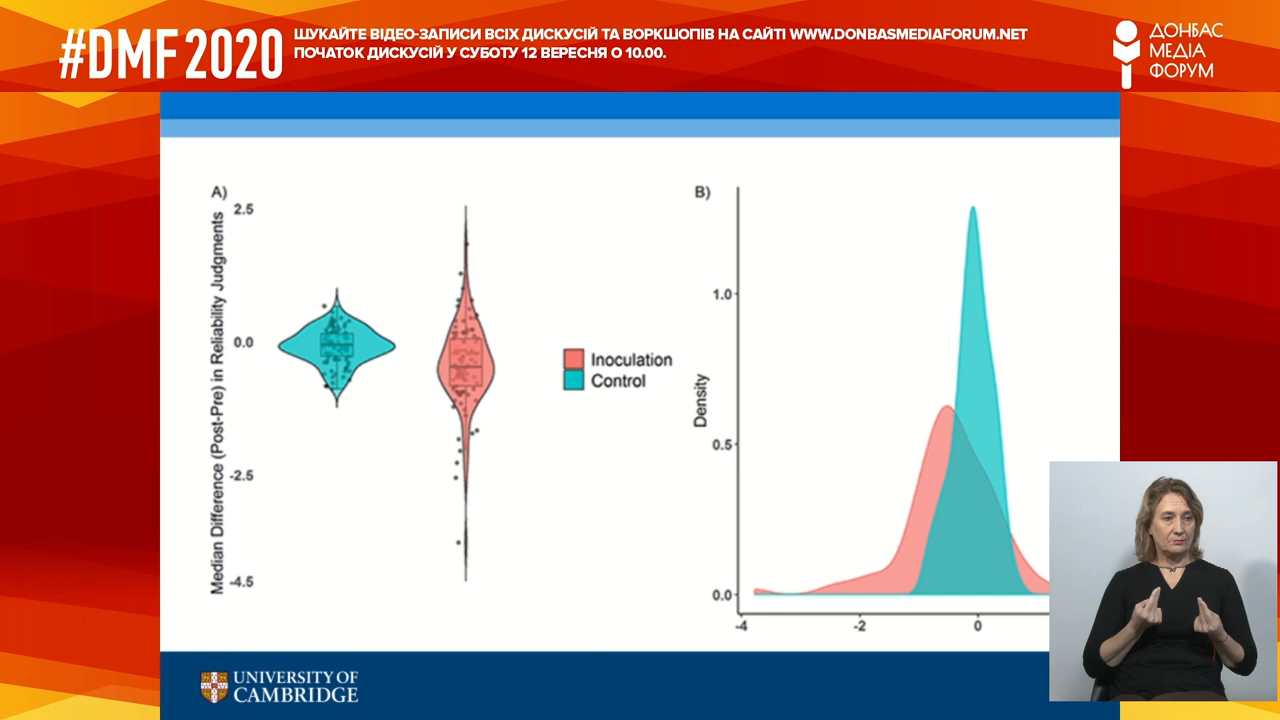 #DMF 2020
ШУКАЙТЕ ВІДЕО-ЗАПИСИ ВСІХ ДИСКУСІЙ ТА ВОРКШОПІВ НА САЙТІ WWW.DONBASMEDIAFORUM.NET
ПОЧАТОК ДИСКУСІЙ У СУБОТУ 12 ВЕРЕСНЯ О 10.00.
ДОНБАС
МЕДІА
ФОРУМ
A)
Median Difference (Post-Pre) in Reliability Judgments
2.5
0.0
-2.5
-4.5
Inoculation
Control
B)
Density
1.0
0.5
0.0
-4
-2
0
UNIVERSITY OF
CAMBRIDGE